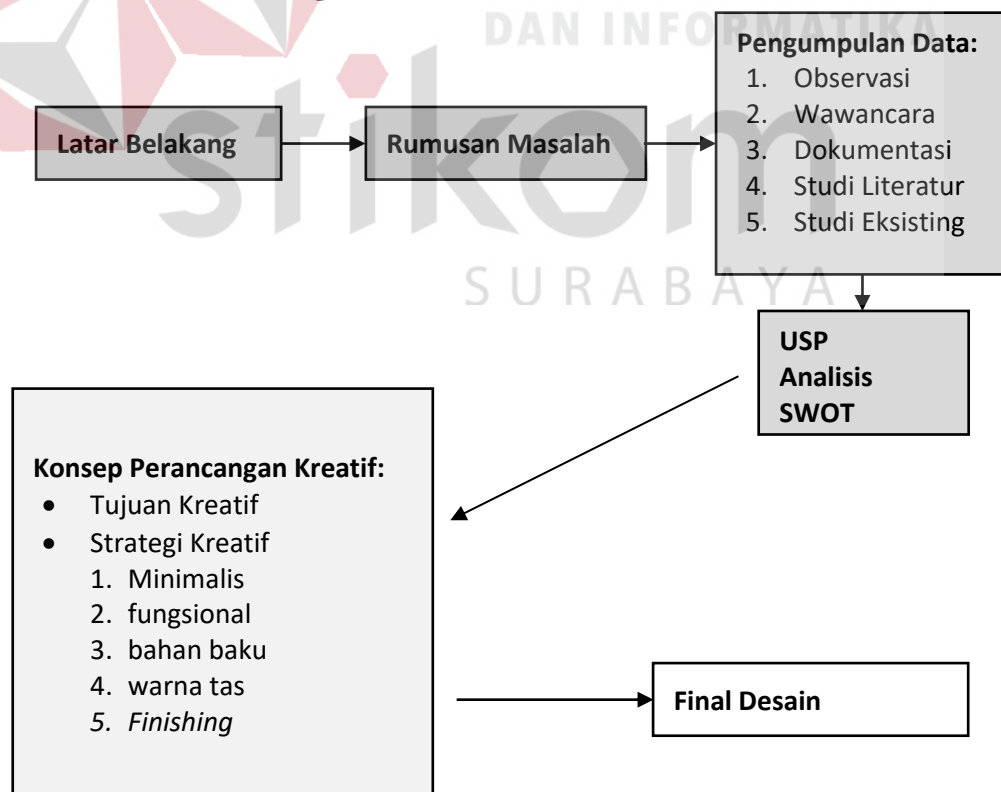 DAN INFORMATIKA
Pengumpulan Data:
1. Observasi
2. Wawancara
3. Dokumentasi
4. Studi Literatur
5. Studi Eksisting
Latar Belakang
Rumusan Masalah
stikom
SURABAYA
USP
Analisis
SWOT
Konsep Perancangan Kreatif:
• Tujuan Kreatif
• Strategi Kreatif
1. Minimalis
2. fungsional
3. bahan baku
4. warna tas
5. Finishing
Final Desain